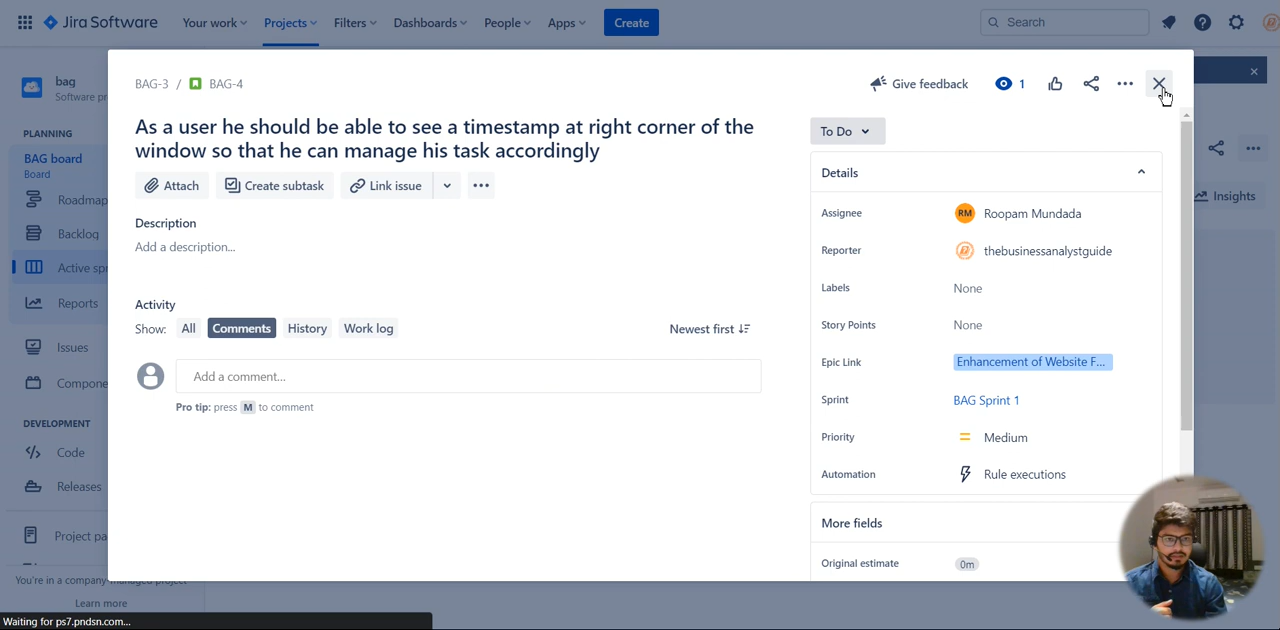 Jira Software
Your work
Projects
Filters
Dashboards
People
Apps
Create
Search
bag
Software pr
PLANNING
BAG board
Board
Roadmap
Backlog
Active spr
Reports
Issues
Compone
DEVELOPMENT
Code
Releases
Project pa
You're in a company-managed project
Learn more
Waiting for ps7.pndsn.com...
BAG-3 / BAG-4
Give feedback
1
As a user he should be able to see a timestamp at right corner of the
window so that he can manage his task accordingly
Attach
Create subtask
Link issue
Description
Add a description...
Activity
Show: All Comments History Work log
Newest first
Add a comment...
Pro tip: press M to comment
To Do
Details
Assignee
RM Roopam Mundada
Reporter
thebusinessanalystguide
Labels
None
Story Points
None
Epic Link
Enhancement of Website F...
Sprint
BAG Sprint 1
Priority
Medium
Automation
Rule executions
More fields
Original estimate
0m
Insights